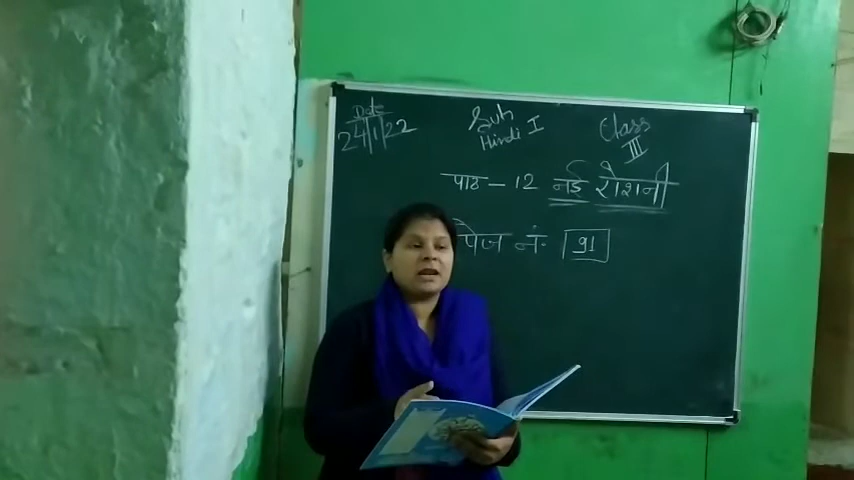 Date
24/1/22
Sub
Hindi I
Class
III
पाठ - 12 नई रोशनी
पेज नं. 91